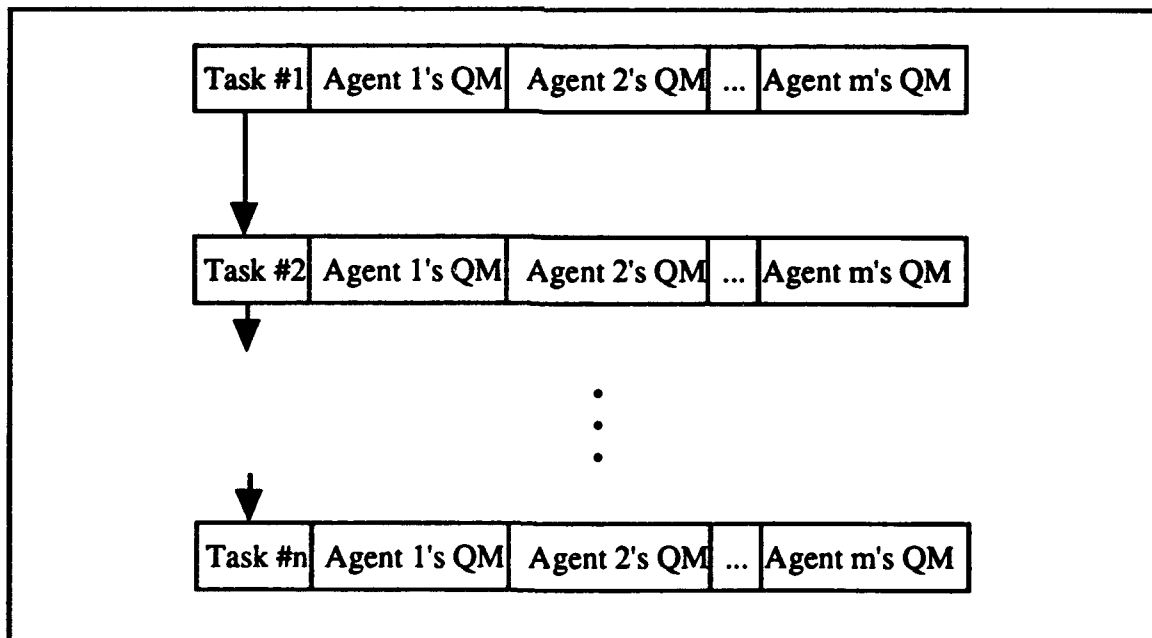 Task #1 Agent 1's QM Agent 2's QM ... Agent m's QM
Task #2 Agent 1's QM Agent 2's QM ... Agent m's QM
Task #n Agent 1's QM Agent 2's QM ... Agent m's QM